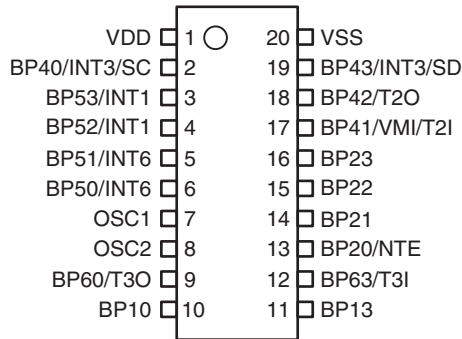 VDD 1 20 VSS
BP40/INT3/SC 2 19 BP43/INT3/SD
BP53/INT1 3 18 BP42/T2O
BP52/INT1 4 17 BP41/VMI/T2I
BP51/INT6 5 16 BP23
BP50/INT6 6 15 BP22
OSC1 7 14 BP21
OSC2 8 13 BP20/NTE
BP60/T3O 9 12 BP63/T3I
BP10 10 11 BP13